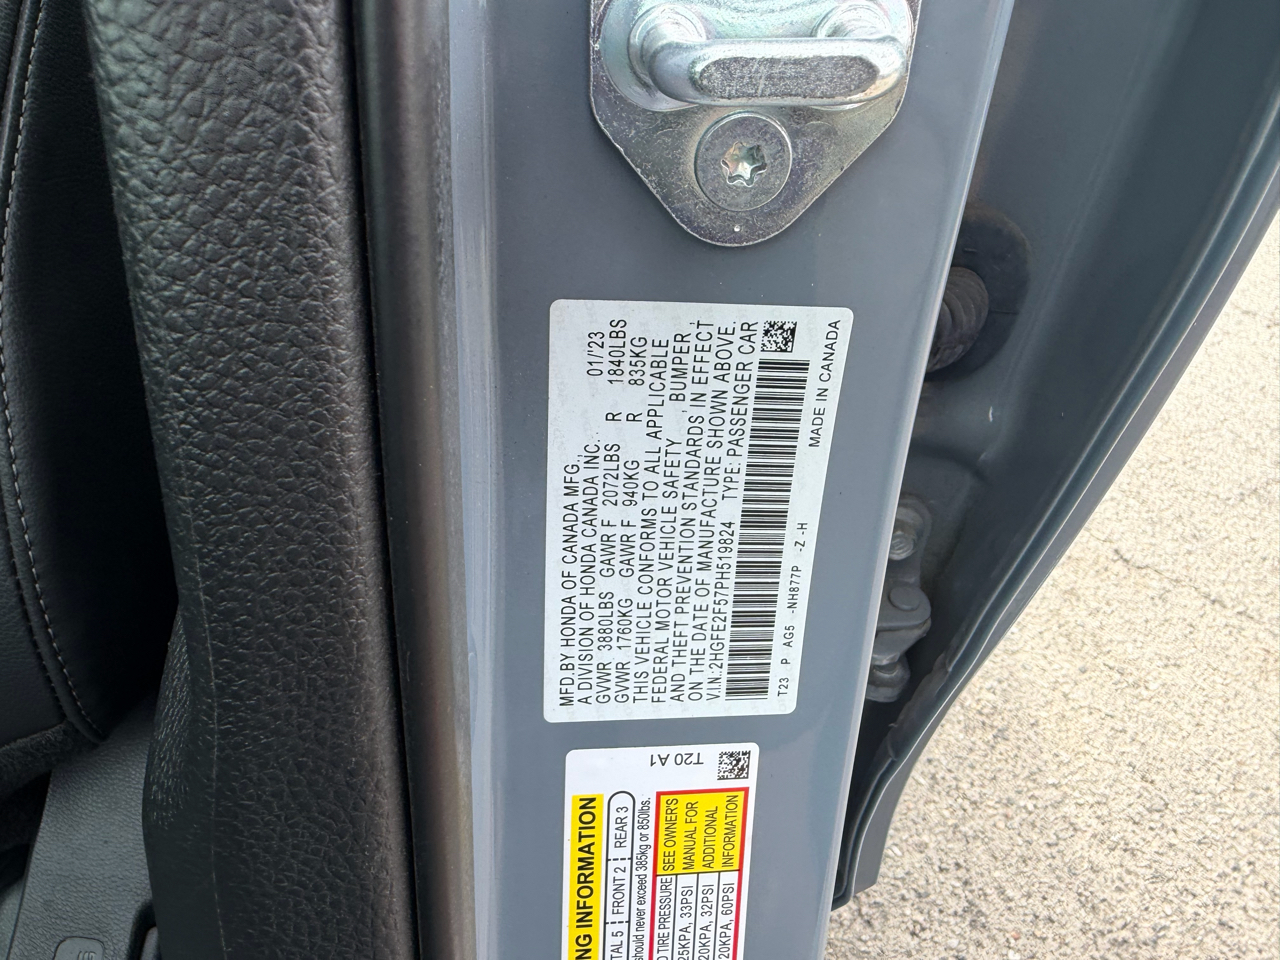 MFD.BY HONDA OF CANADA MFG.
A DIVISION OF HONDA CANADA INC. 01/'23
GVWR 3880LBS GAWR F 2072LBS R 1840LBS
GVWR 1760KG GAWR F 940KG R 835KG
THIS VEHICLE CONFORMS TO ALL APPLICABLE
FEDERAL MOTOR VEHICLE SAFETY, BUMPER,
AND THEFT PREVENTION STANDARDS, IN EFFECT
ON THE DATE OF MANUFACTURE SHOWN ABOVE.
V.I.N.:2HGFE2F57PH519824 TYPE: PASSENGER CAR
T23 P AG5 -NH877P -Z -H MADE IN CANADA
T20 A1
NG INFORMATION
TAL 5 FRONT 2 REAR 3
should never exceed 385kg or 850lbs.
TIRE PRESSURE SEE OWNER'S
25KPA, 33PSI MANUAL FOR
20KPA, 32PSI ADDITIONAL
20KPA, 60PSI INFORMATION